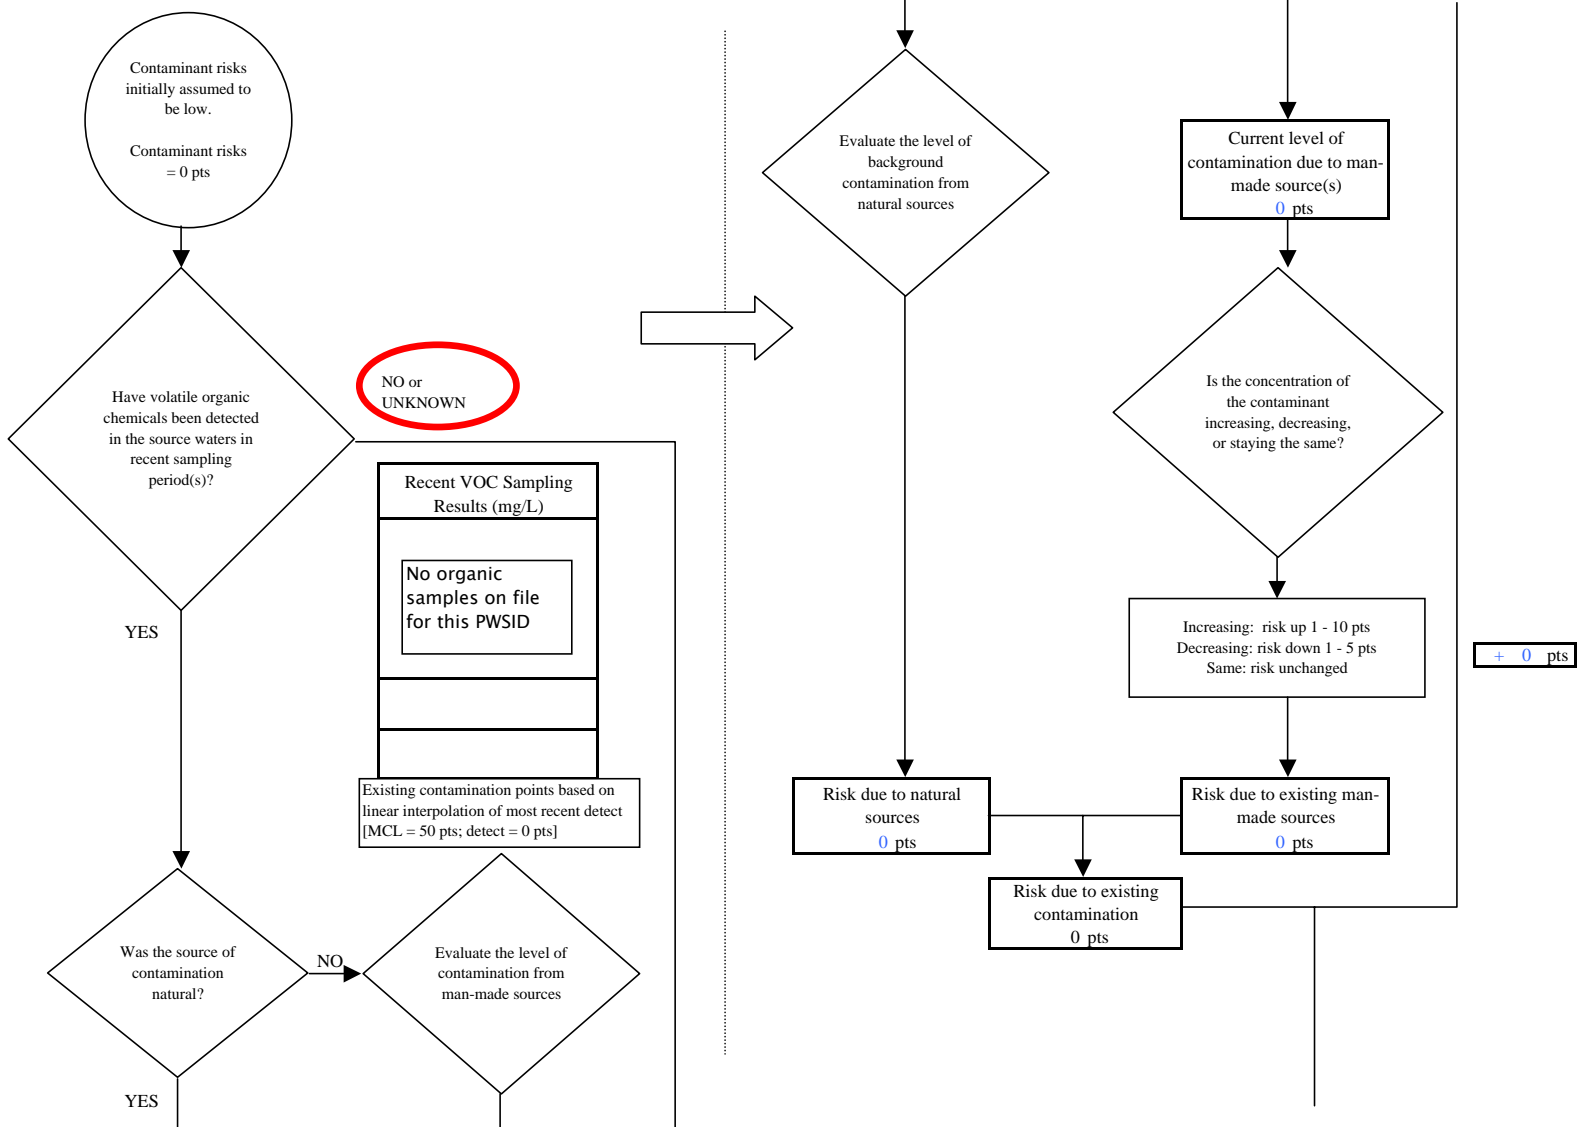 Contaminant risks
initially assumed to
be low.
Contaminant risks
= 0 pts
Have volatile organic
chemicals been detected
in the source waters in
recent sampling
period(s)?
NO or
UNKNOWN
YES
Recent VOC Sampling
Results (mg/L)
No organic
samples on file
for this PWSID
Existing contamination points based on
linear interpolation of most recent detect
[MCL = 50 pts; detect = 0 pts]
Was the source of
contamination
natural?
NO
YES
Evaluate the level of
contamination from
man-made sources
Evaluate the level of
background
contamination from
natural sources
Current level of
contamination due to man-
made source(s)
0 pts
Is the concentration of
the contaminant
increasing, decreasing,
or staying the same?
Increasing: risk up 1 - 10 pts
Decreasing: risk down 1 - 5 pts
Same: risk unchanged
+ 0 pts
Risk due to natural
sources
0 pts
Risk due to existing man-
made sources
0 pts
Risk due to existing
contamination
0 pts